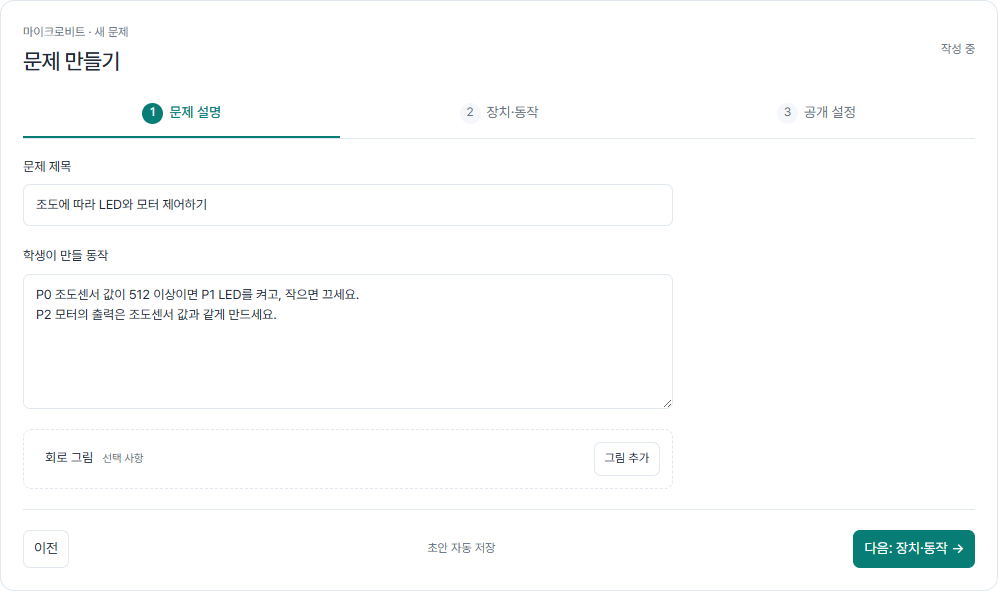 마이크로비트 · 새 문제
문제 만들기
작성 중
1 문제 설명
2 장치·동작
3 공개 설정
문제 제목
조도에 따라 LED와 모터 제어하기
학생이 만들 동작
P0 조도센서 값이 512 이상이면 P1 LED를 켜고, 작으면 끄세요.
P2 모터의 출력은 조도센서 값과 같게 만드세요.
회로 그림 선택 사항
그림 추가
이전
초안 자동 저장
다음: 장치·동작 →